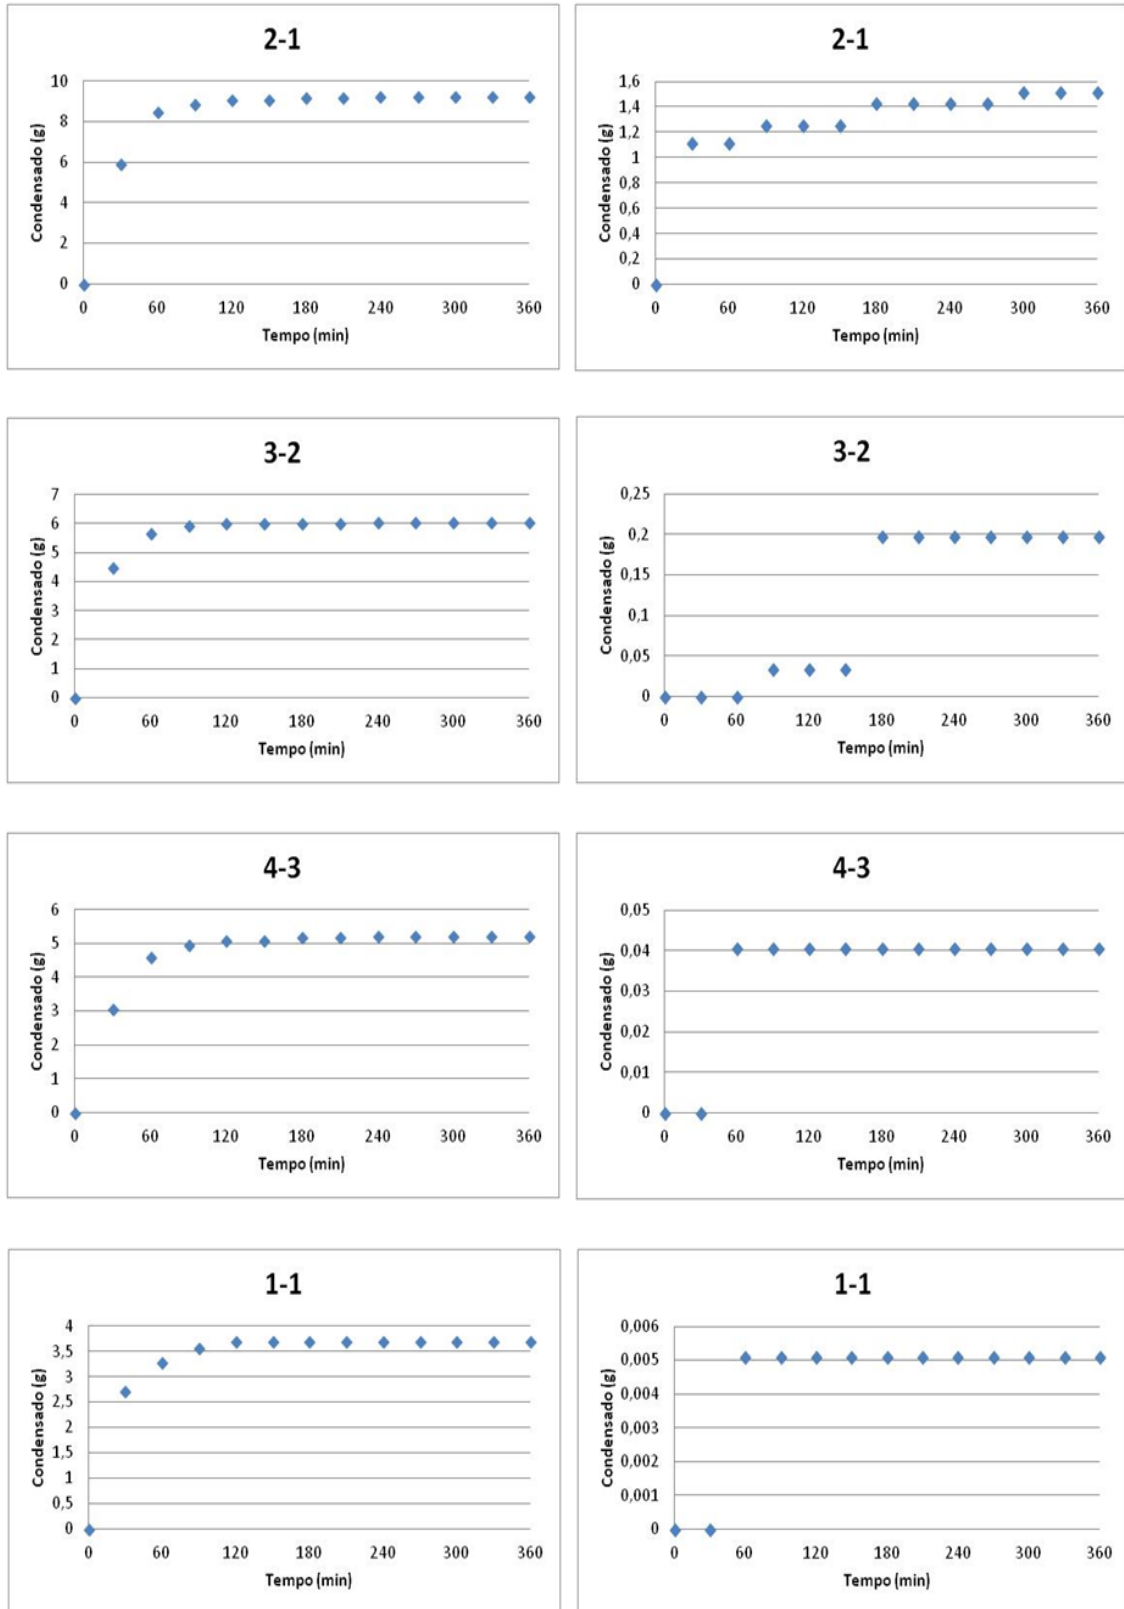 2-1
10
8
6
4
2
0
Condensado (g)
0 60 120 180 240 300 360
Tempo (min)
2-1
1,6
1,4
1,2
1
0,8
0,6
0,4
0,2
0
Condensado (g)
0 60 120 180 240 300 360
Tempo (min)
3-2
7
6
5
4
3
2
1
0
Condensado (g)
0 60 120 180 240 300 360
Tempo (min)
3-2
0,25
0,2
0,15
0,1
0,05
0
Condensado (g)
0 60 120 180 240 300 360
Tempo (min)
4-3
6
5
4
3
2
1
0
Condensado (g)
0 60 120 180 240 300 360
Tempo (min)
4-3
0,05
0,04
0,03
0,02
0,01
0
Condensado (g)
0 60 120 180 240 300 360
Tempo (min)
1-1
4
3,5
3
2,5
2
1,5
1
0,5
0
Condensado (g)
0 60 120 180 240 300 360
Tempo (min)
1-1
0,006
0,005
0,004
0,003
0,002
0,001
0
Condensado (g)
0 60 120 180 240 300 360
Tempo (min)